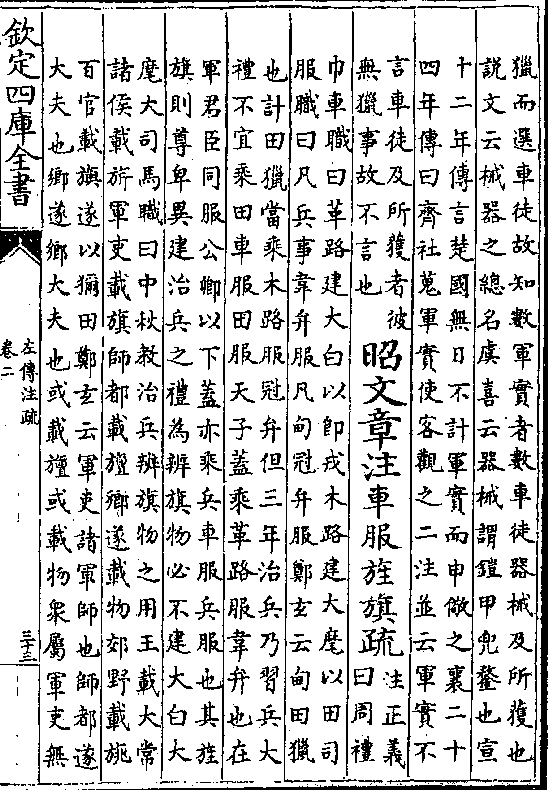 獵而選車徒故知數軍實者數車徒器械及所獲也
説文云械器之總名虞喜云器械謂鎧甲兜鍪也宣
十二年傳言楚國無日不討軍實而申儆之襄二十
四年傳曰齊社蒐軍實使客觀之二注並云軍實不
言車徒及所獲者彼
無獵事故不言也
昭文章注車服旌旗疏
注正義
曰周禮
巾車職曰革路建大白以即戎木路建大麾以田司
服職曰凡兵事韋弁服凡甸冠弁服鄭玄云甸田獵
也計田獵當乘木路服冠弁但三年治兵乃習兵大
禮不宜乘田車服田服天子蓋乘革路服韋弁也在
軍君臣同服公卿以下蓋亦乘兵車服兵服也其旌
旗則尊卑異建治兵之禮為辨旗物必不建大白大
麾大司馬職曰中秋教治兵辨旗物之用王載大常
諸侯載旂軍吏載旗師都載旜鄉遂載物郊野載旐
百官載旟遂以獮田鄭玄云軍吏諸軍師也師都遂
大夫也鄉遂鄉大夫也或載旜或載物衆屬軍吏無
欽定四庫全書
左傳注疏
卷二
三十三